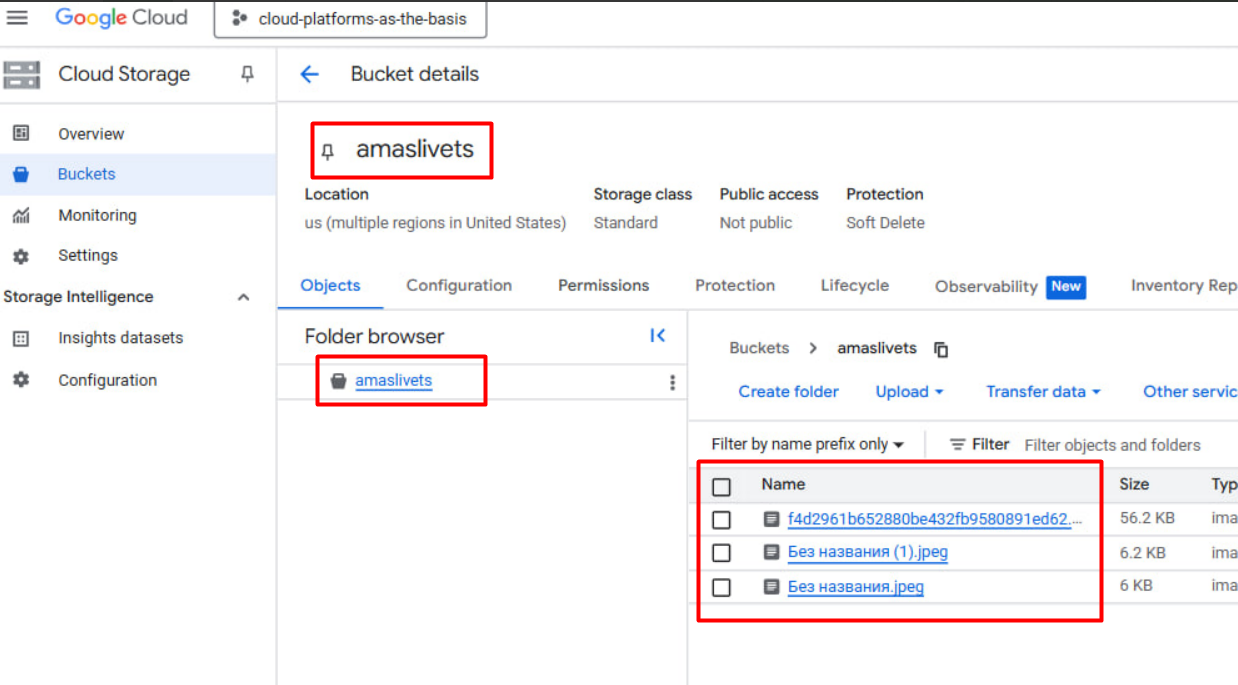 Google Cloud
cloud-platforms-as-the-basis
Cloud Storage
Bucket details
Overview
Buckets
Monitoring
Settings
Storage Intelligence
Insights datasets
Configuration
amaslivets
Location Storage class Public access Protection
us (multiple regions in United States) Standard Not public Soft Delete
Objects Configuration Permissions Protection Lifecycle Observability New Inventory Rep
Folder browser
amaslivets
Buckets > amaslivets
Create folder Upload Transfer data Other servic
Filter by name prefix only Filter Filter objects and folders
Name Size Typ
f4d2961b652880be432fb9580891ed62.... 56.2 KB ima
Без названия (1).jpeg 6.2 KB ima
Без названия.jpeg 6 KB ima